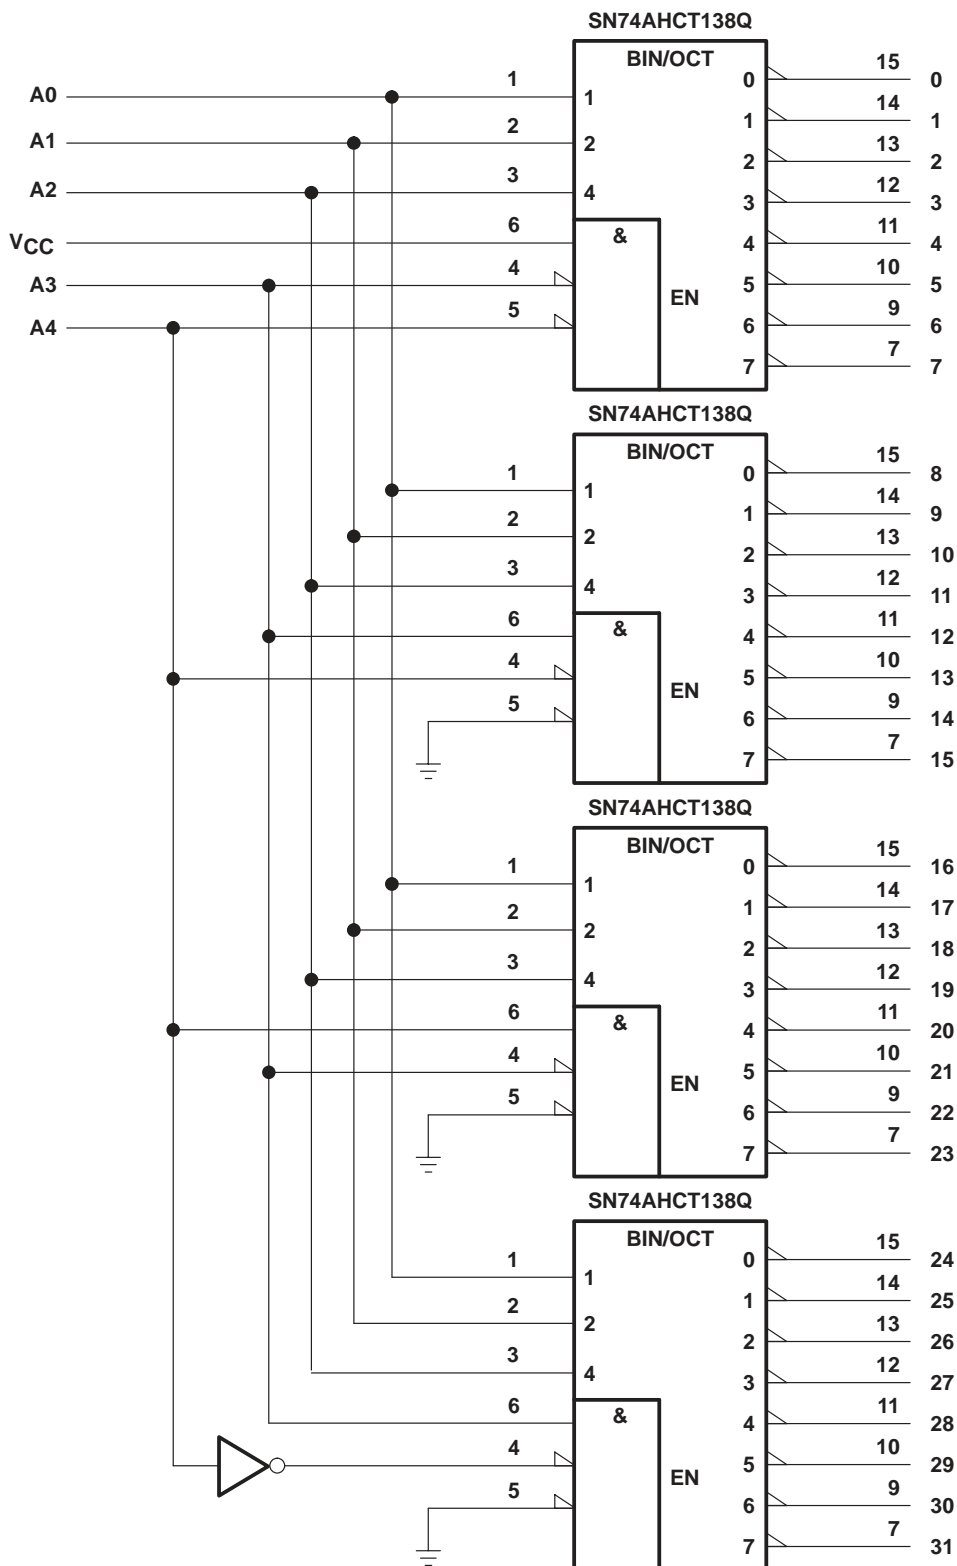 SN74AHCT138Q
BIN/OCT
A0 1 1 0 15 0
A1 2 2 1 14 1
A2 3 4 2 13 2
3 12 3
VCC 6 & 4 11 4
A3 4 5 10 5
EN
A4 5 6 9 6
7 7 7
SN74AHCT138Q
BIN/OCT
1 1 0 15 8
2 2 1 14 9
2 13 10
3 4 3 12 11
6 & 4 11 12
4 5 10 13
EN
5 6 9 14
7 7 15
SN74AHCT138Q
BIN/OCT
1 1 0 15 16
2 2 1 14 17
2 13 18
3 4 3 12 19
6 & 4 11 20
4 5 10 21
EN
5 6 9 22
7 7 23
SN74AHCT138Q
BIN/OCT
1 1 0 15 24
2 2 1 14 25
2 13 26
3 4 3 12 27
6 & 4 11 28
4 5 10 29
EN
5 6 9 30
7 7 31